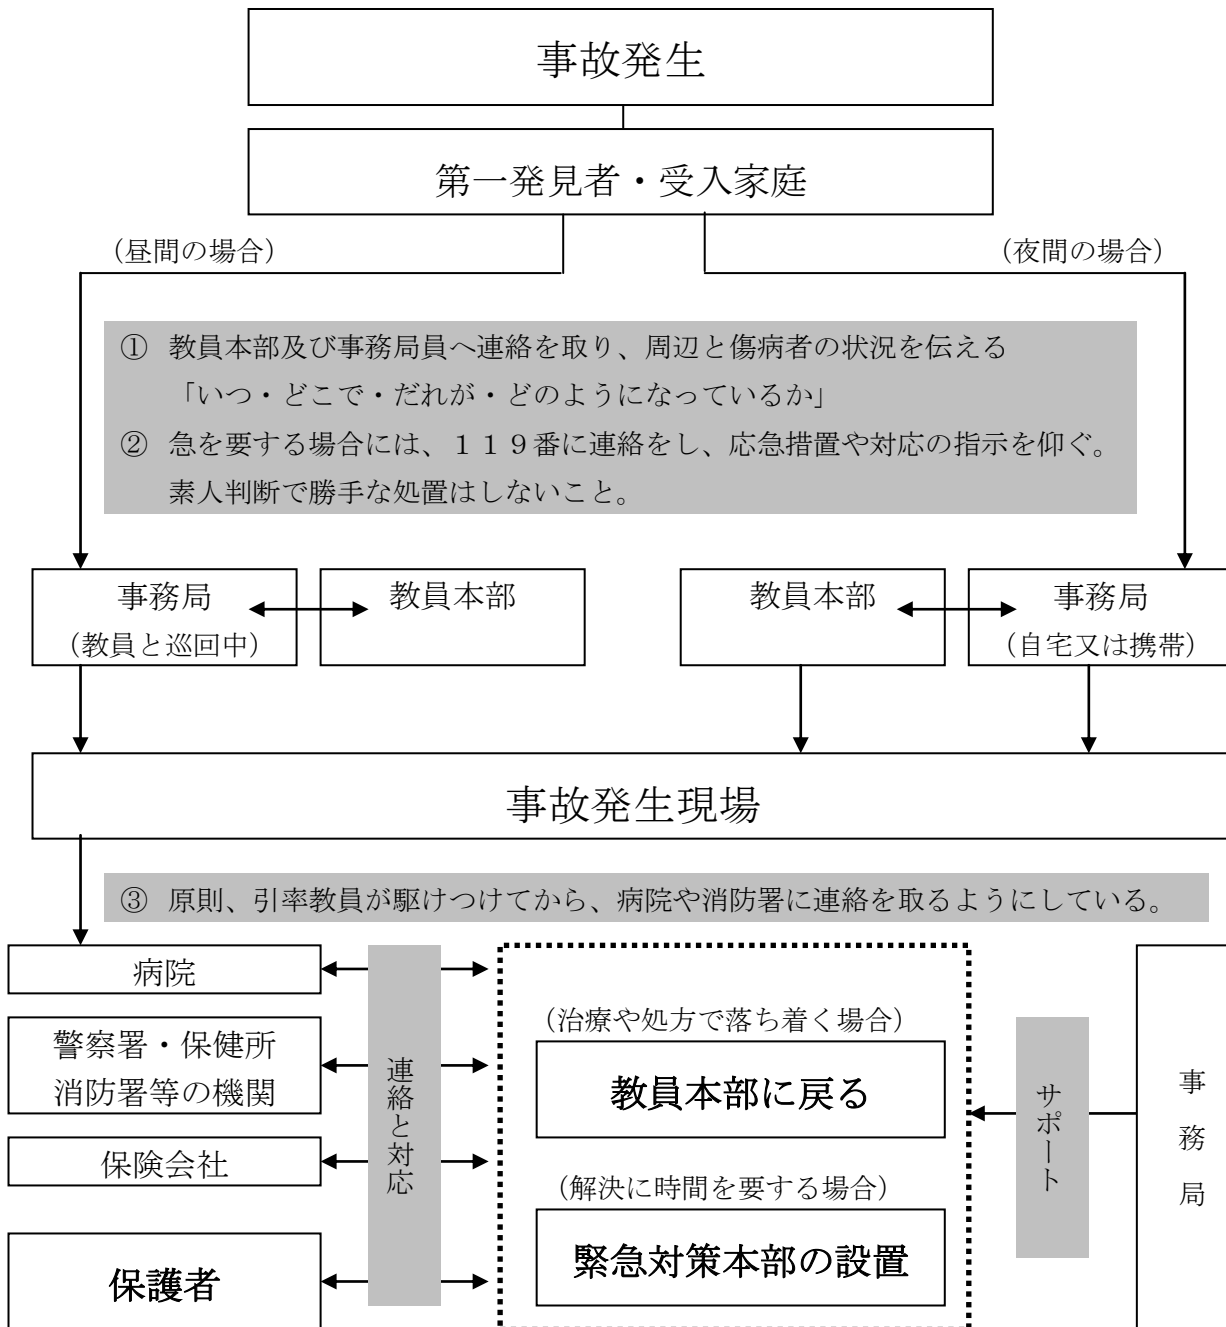 事故発生
第一発見者・受入家庭
（昼間の場合）
（夜間の場合）
① 教員本部及び事務局員へ連絡を取り、周辺と傷病者の状況を伝える
「いつ・どこで・だれが・どのようになっているか」
② 急を要する場合には、１１９番に連絡をし、応急措置や対応の指示を仰ぐ。
素人判断で勝手な処置はしないこと。
事務局
（教員と巡回中）
教員本部
教員本部
事務局
（自宅又は携帯）
事故発生現場
③ 原則、引率教員が駆けつけてから、病院や消防署に連絡を取るようにしている。
病院
警察署・保健所
消防署等の機関
保険会社
保護者
連絡と対応
（治療や処方で落ち着く場合）
教員本部に戻る
（解決に時間を要する場合）
緊急対策本部の設置
サポート
事務局